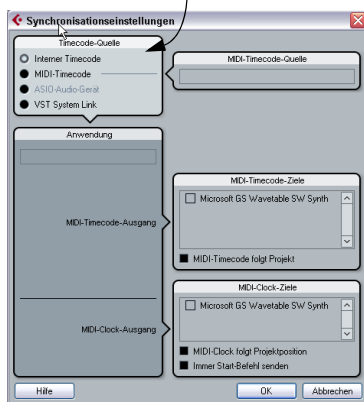 Synchronisationseinstellungen
Timecode-Quelle
Interner Timecode
MIDI-Timecode
ASIO-Audio-Gerät
VST System Link
MIDI-Timecode-Quelle
Anwendung
MIDI-Timecode-Ausgang
MIDI-Timecode-Ziele
Microsoft GS Wavetable SW Synth
MIDI-Timecode folgt Projekt
MIDI-Clock-Ausgang
MIDI-Clock-Ziele
Microsoft GS Wavetable SW Synth
MIDI-Clock folgt Projektposition
Immer Start-Befehl senden
Hilfe
OK
Abbrechen